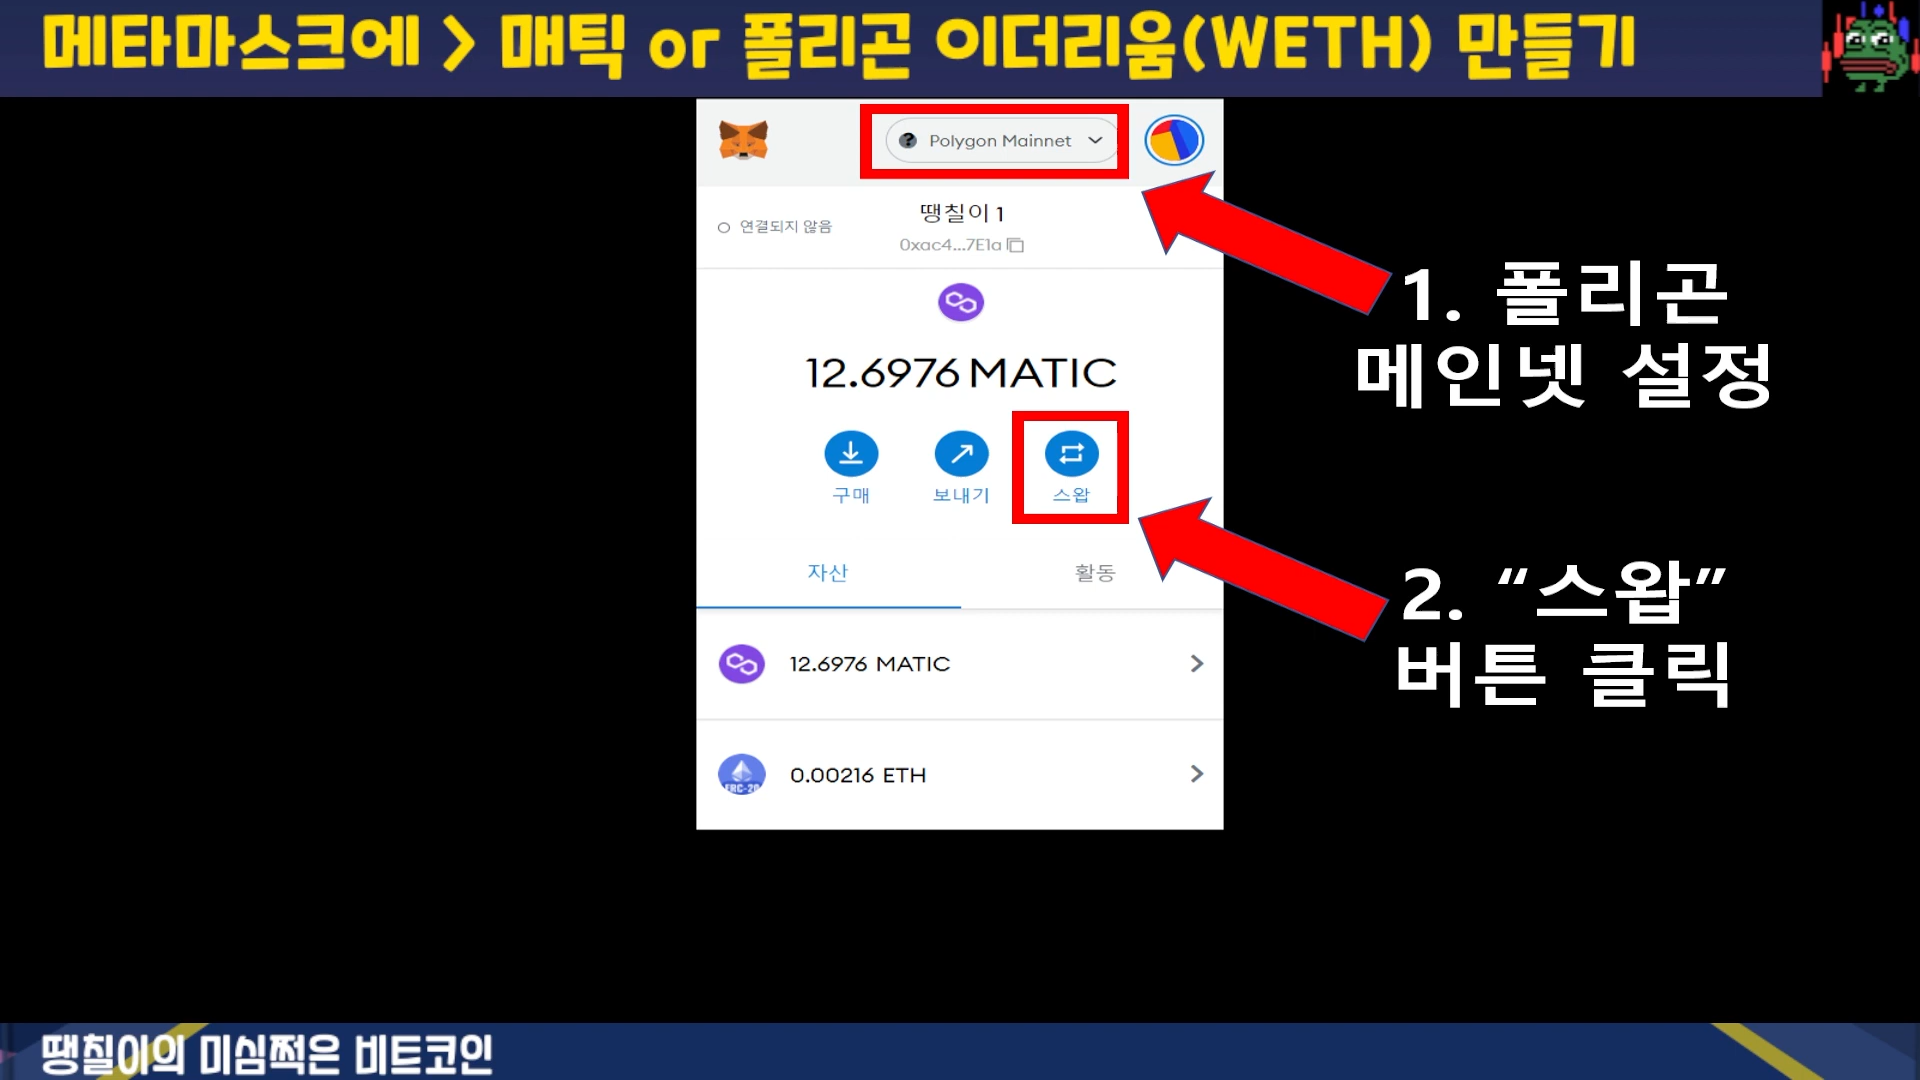 메타마스크에 > 매틱 or 폴리곤 이더리움(WETH) 만들기
Polygon Mainnet
연결되지 않음
땡칠이 1
0xac4...7E1a
12.6976 MATIC
구매
보내기
스왑
자산
활동
12.6976 MATIC
ERC-20
0.00216 ETH
1. 폴리곤
메인넷 설정
2. “스왑”
버튼 클릭
땡칠이의 미심쩍은 비트코인